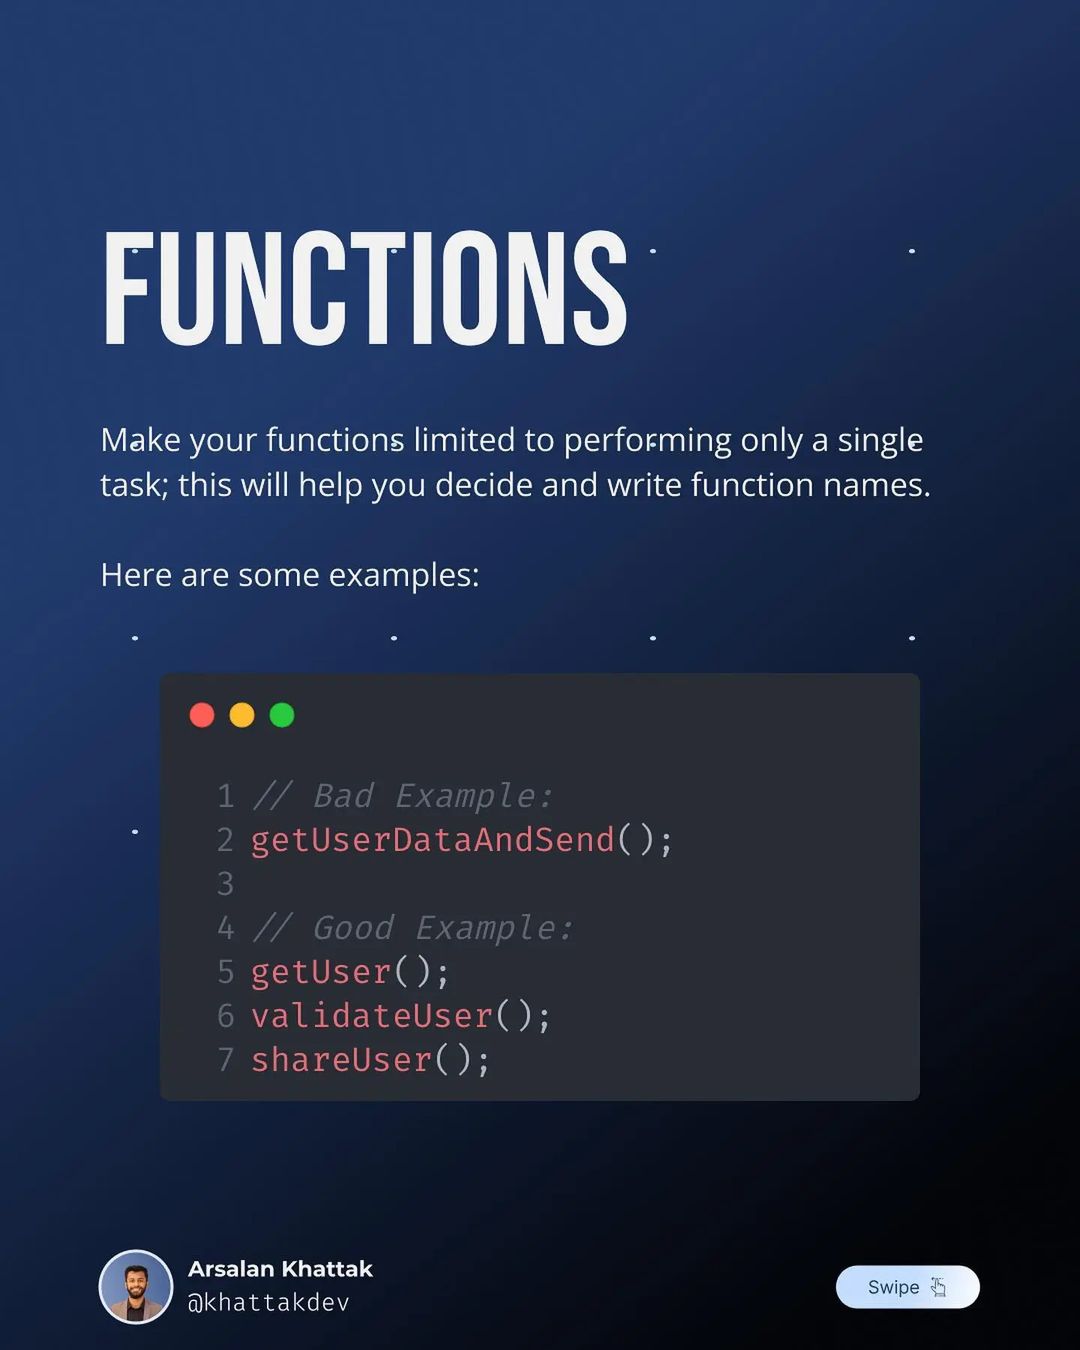 FUNCTIONS
Make your functions limited to performing only a single
task; this will help you decide and write function names.
Here are some examples:
1 // Bad Example:
2 getUserDataAndSend();
3
4 // Good Example:
5 getUser();
6 validateUser();
7 shareUser();
Arsalan Khattak
@khattakdev
Swipe